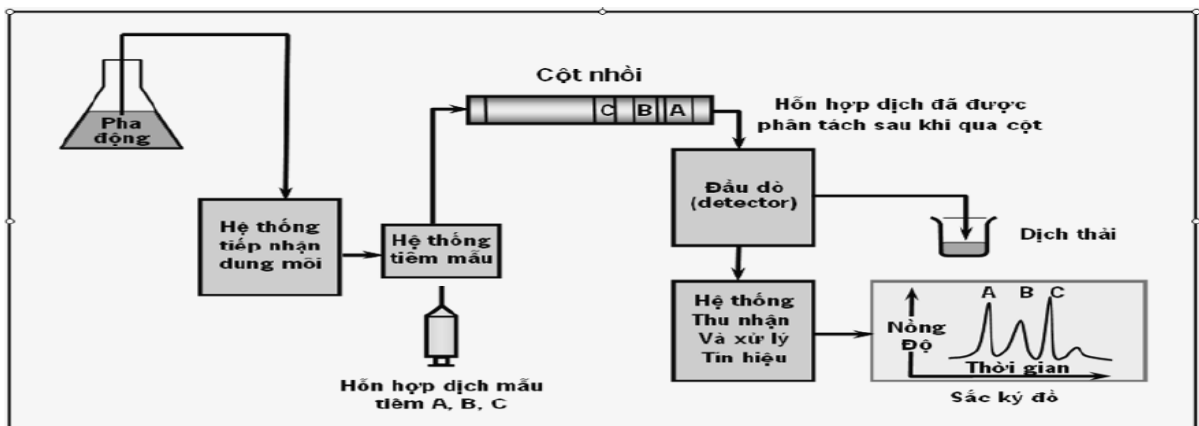 Pha
động
Hệ thống
tiếp nhận
dung môi
Hệ thống
tiêm mẫu
Hỗn hợp dịch mẫu
tiêm A, B, C
Cột nhồi
C B A
Hỗn hợp dịch đã được
phân tách sau khi qua cột
Đầu dò
(detector)
Dịch thải
Hệ thống
Thu nhận
Và xử lý
Tin hiệu
A B C
Nồng
Độ
Thời gian
Sắc ký đồ